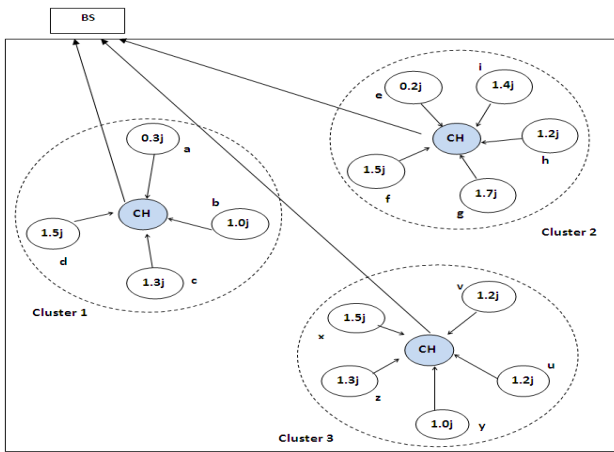 BS
0.3j
a
CH
b
1.0j
1.5j
d
1.3j
c
Cluster 1
e
0.2j
i
1.4j
CH
1.2j
h
1.5j
f
1.7j
g
Cluster 2
v
1.2j
1.5j
x
CH
u
1.3j
z
1.2j
1.0j
y
Cluster 3